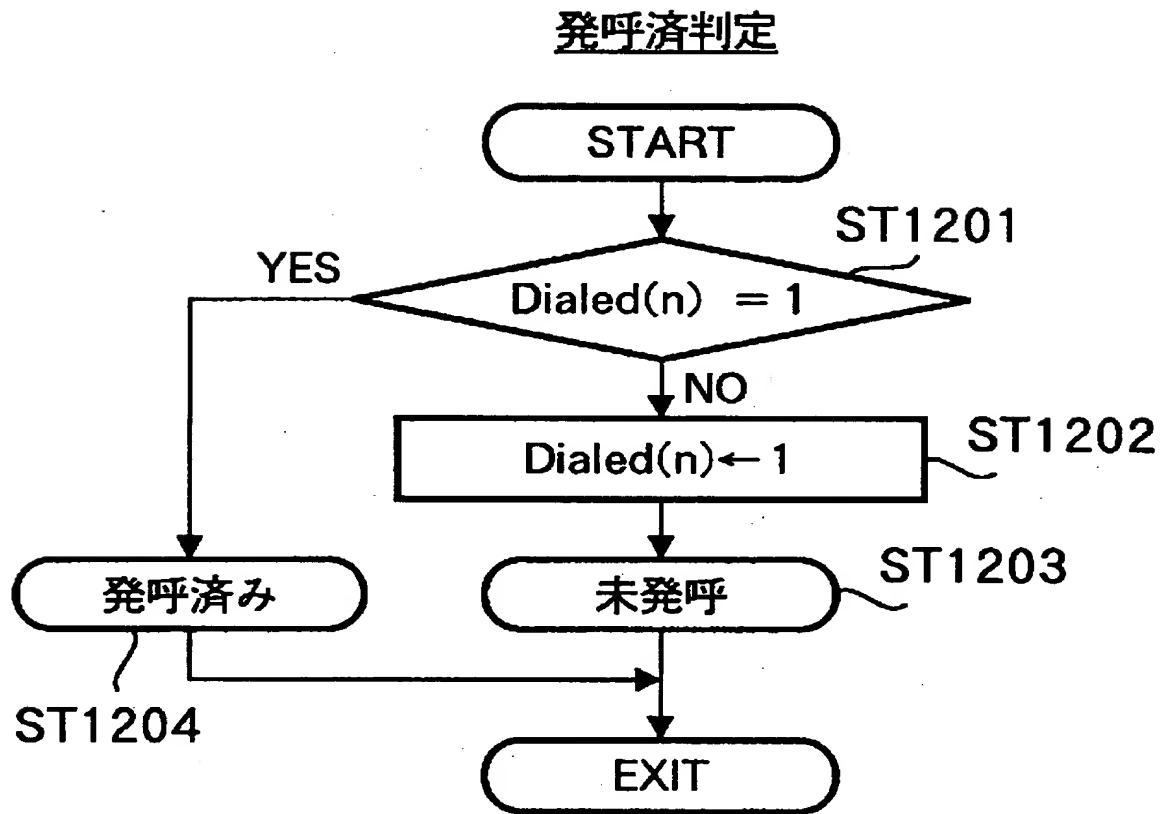 発呼済判定
START
ST1201
YES
Dialed(n) = 1
NO
Dialed(n)←1
ST1202
発呼済み
未発呼
ST1203
ST1204
EXIT